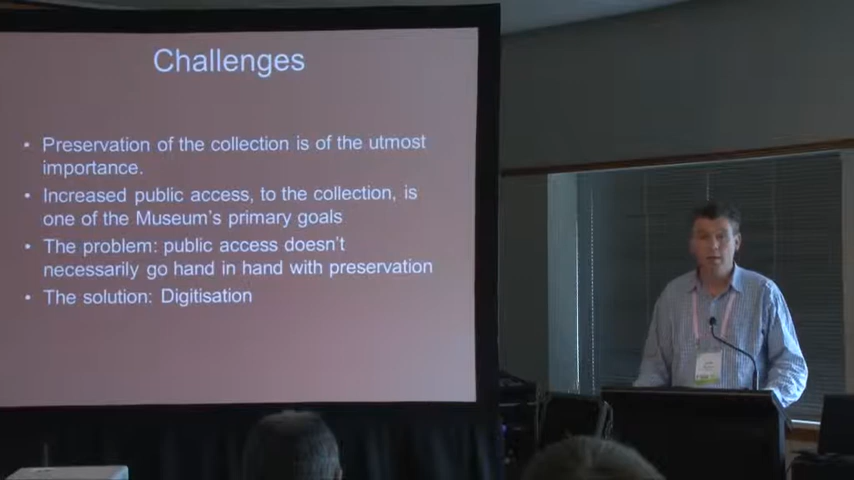 Challenges
• Preservation of the collection is of the utmost
importance.
• Increased public access, to the collection, is
one of the Museum's primary goals
• The problem: public access doesn't
necessarily go hand in hand with preservation
• The solution: Digitisation